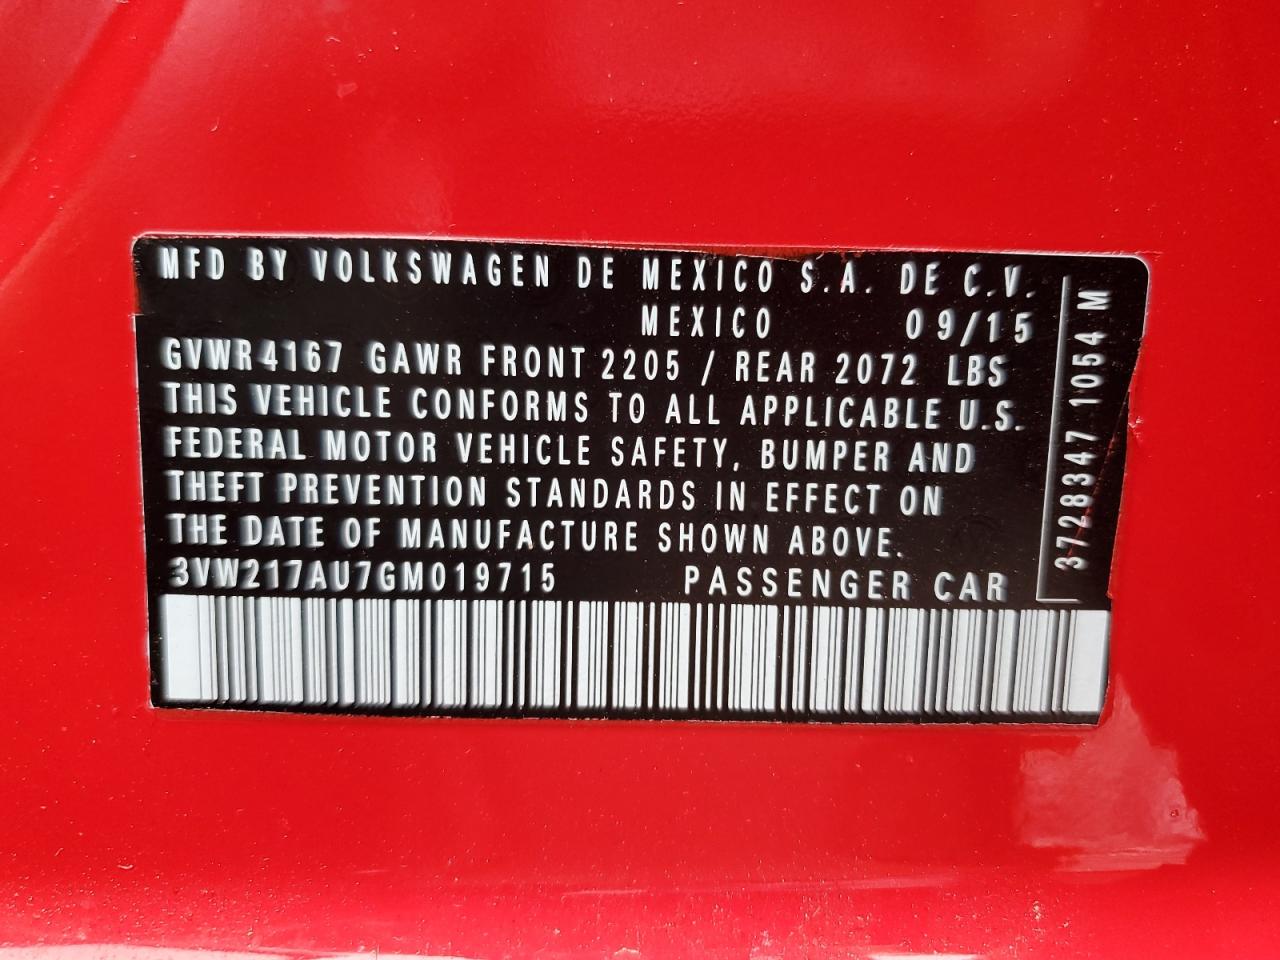 MFD BY VOLKSWAGEN DE MEXICO S.A. DE C.V.
MEXICO 09/15
GVWR 4167 GAWR FRONT 2205 / REAR 2072 LBS
THIS VEHICLE CONFORMS TO ALL APPLICABLE U.S.
FEDERAL MOTOR VEHICLE SAFETY, BUMPER AND
THEFT PREVENTION STANDARDS IN EFFECT ON
THE DATE OF MANUFACTURE SHOWN ABOVE.
3VW217AU7GM019715 PASSENGER CAR
3728347 1054 M